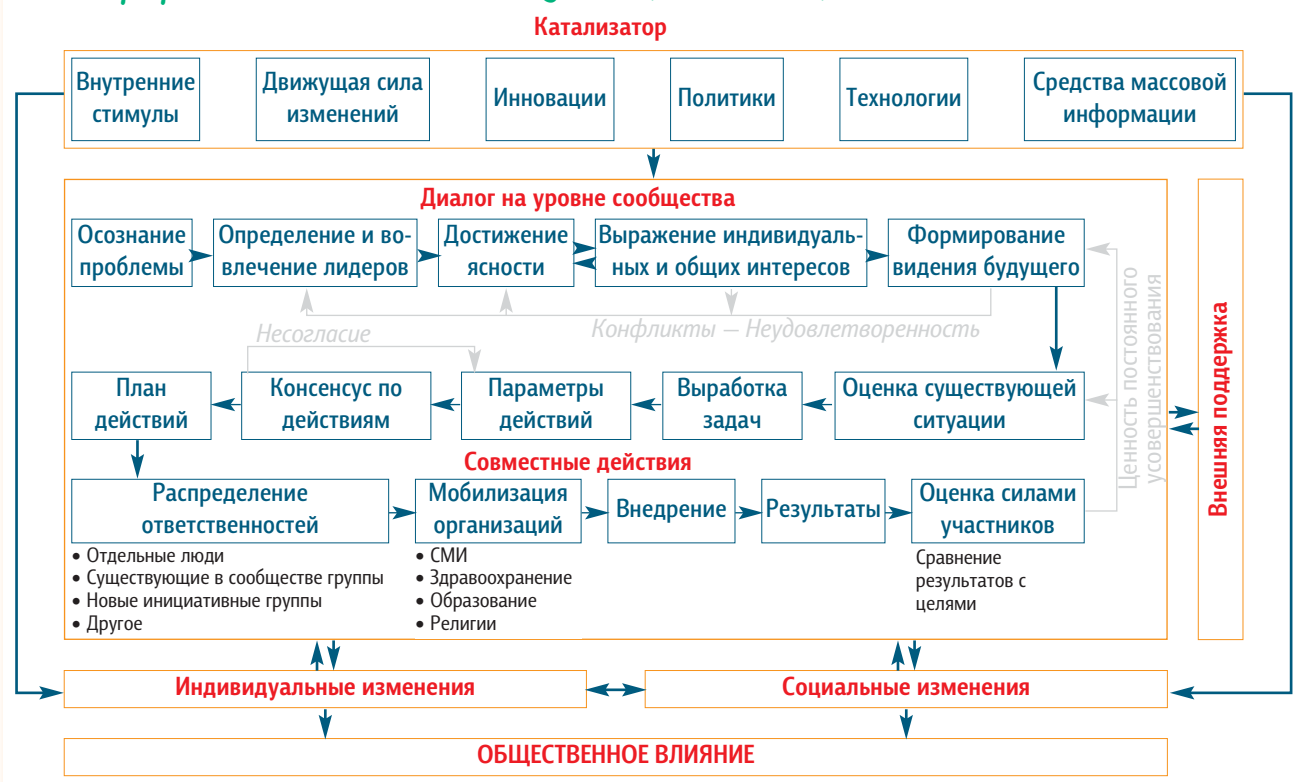 Катализатор
Внутренние
стимулы
Движущая сила
изменений
Инновации
Политики
Технологии
Средства массовой
информации
Диалог на уровне сообщества
Осознание
проблемы
Определение и во-
влечение лидеров
Достижение
ясности
Выражение индивидуаль-
ных и общих интересов
Формирование
видения будущего
Несогласие
Конфликты — Неудовлетворенность
Ценность постоянного
усовершенствования
Внешняя поддержка
План
действий
Консенсус по
действиям
Параметры
действий
Выработка
задач
Оценка существующей
ситуации
Совместные действия
Распределение
ответственностей
• Отдельные люди
• Существующие в сообществе группы
• Новые инициативные группы
• Другое
Мобилизация
организаций
• СМИ
• Здравоохранение
• Образование
• Религии
Внедрение
Результаты
Оценка силами
участников
Сравнение
результатов с
целями
Индивидуальные изменения
Социальные изменения
ОБЩЕСТВЕННОЕ ВЛИЯНИЕ